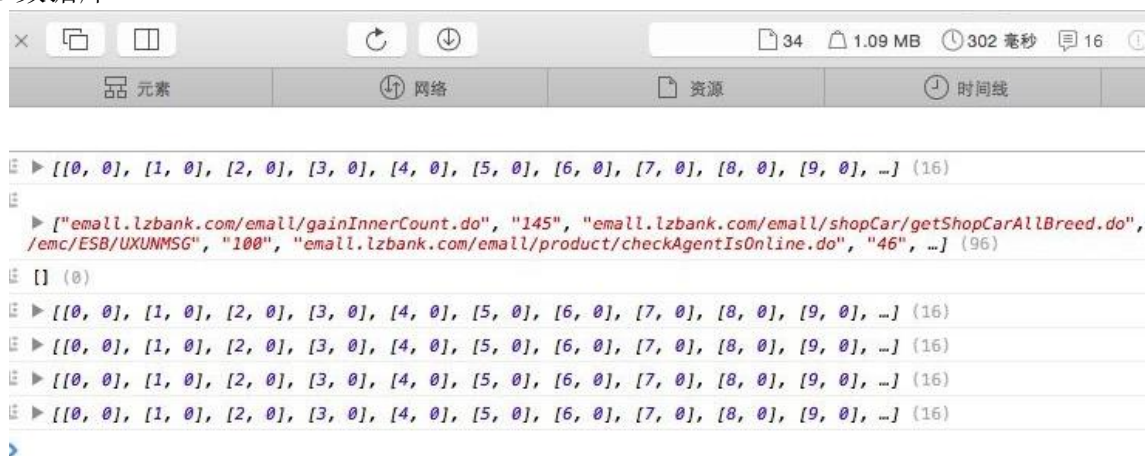 34 1.09 MB 302 毫秒 16
元素 网络 资源 时间线
[[0, 0], [1, 0], [2, 0], [3, 0], [4, 0], [5, 0], [6, 0], [7, 0], [8, 0], [9, 0], …] (16)
["emall.lzbank.com/emall/gainInnerCount.do", "145", "emall.lzbank.com/emall/shopCar/getShopCarAllBreed.do",
/emc/ESB/UXUNMSG", "100", "emall.lzbank.com/emall/product/checkAgentIsOnline.do", "46", …] (96)
[] (0)
[[0, 0], [1, 0], [2, 0], [3, 0], [4, 0], [5, 0], [6, 0], [7, 0], [8, 0], [9, 0], …] (16)
[[0, 0], [1, 0], [2, 0], [3, 0], [4, 0], [5, 0], [6, 0], [7, 0], [8, 0], [9, 0], …] (16)
[[0, 0], [1, 0], [2, 0], [3, 0], [4, 0], [5, 0], [6, 0], [7, 0], [8, 0], [9, 0], …] (16)
[[0, 0], [1, 0], [2, 0], [3, 0], [4, 0], [5, 0], [6, 0], [7, 0], [8, 0], [9, 0], …] (16)